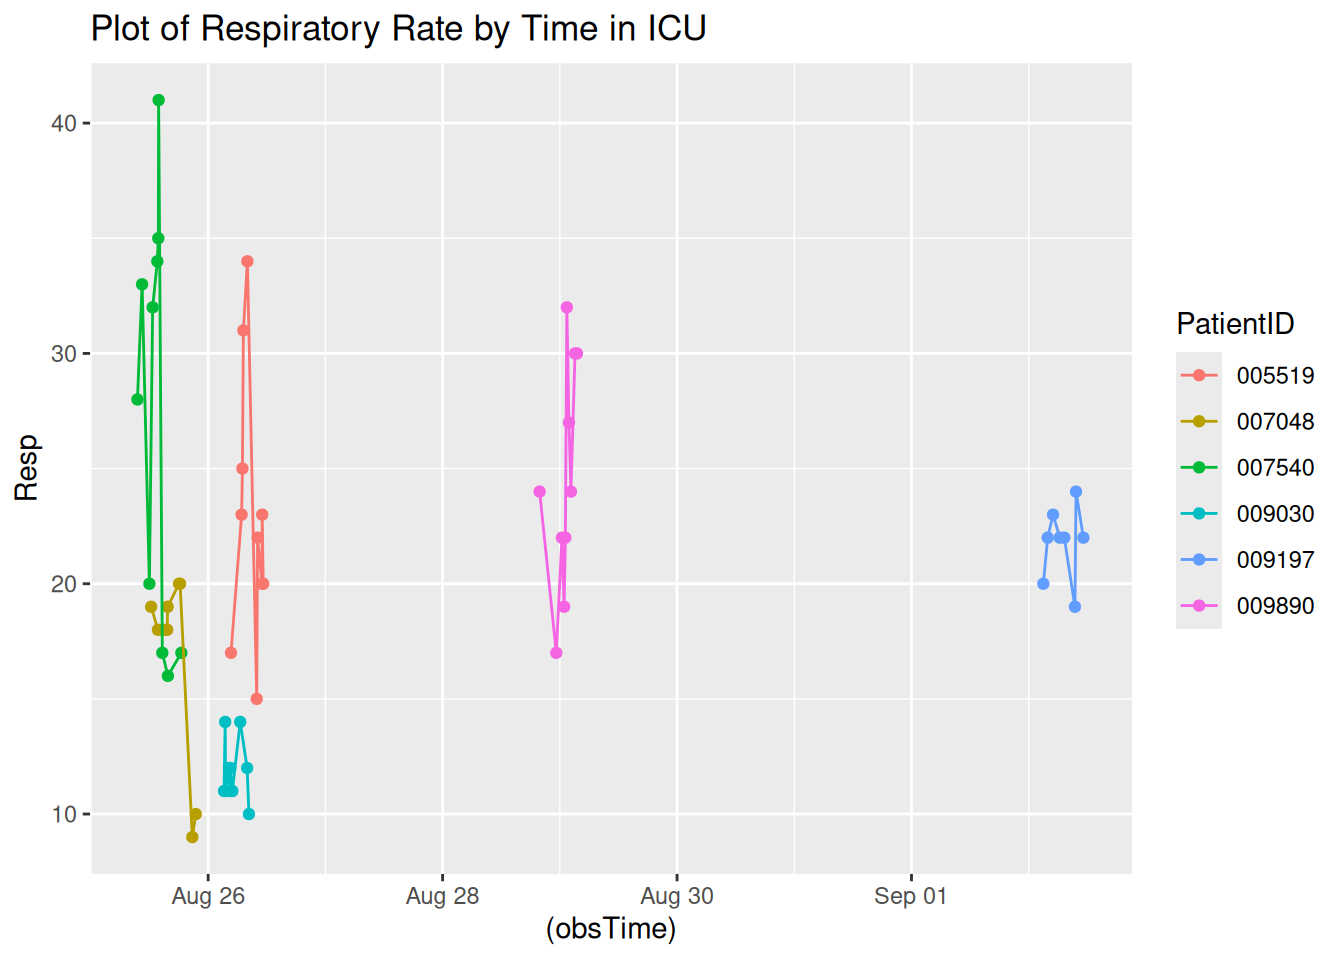 Plot of Respiratory Rate by Time in ICU
40
30
20
10
Resp
Aug 26
Aug 28
Aug 30
Sep 01
(obsTime)
PatientID
005519
007048
007540
009030
009197
009890